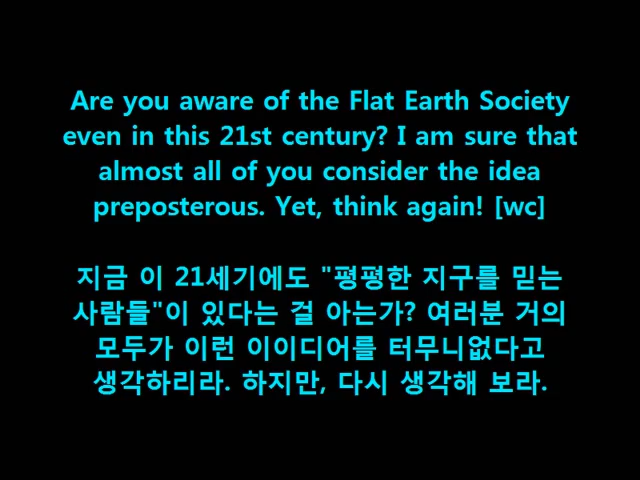 Are you aware of the Flat Earth Society
even in this 21st century? I am sure that
almost all of you consider the idea
preposterous. Yet, think again! [wc]
지금 이 21세기에도 "평평한 지구를 믿는
사람들"이 있다는 걸 아는가? 여러분 거의
모두가 이런 이이디어를 터무니없다고
생각하리라. 하지만, 다시 생각해 보라.